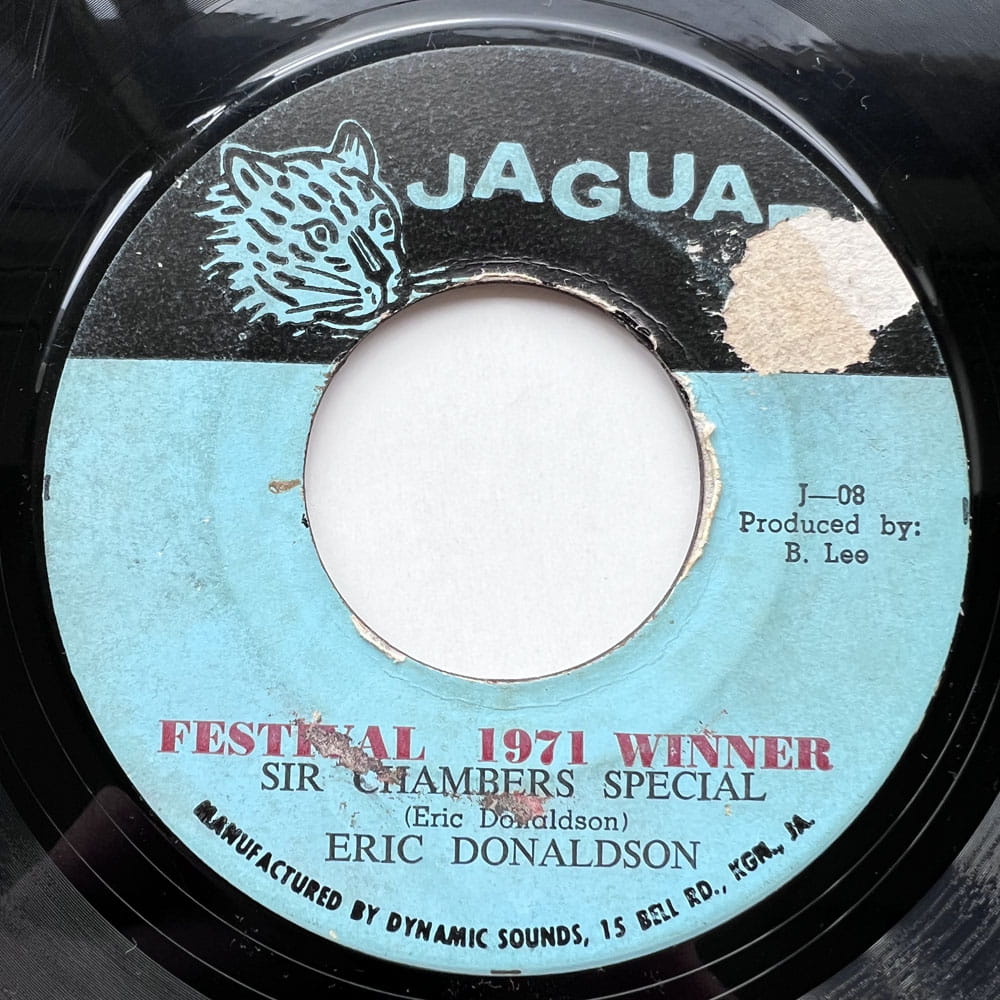 JAGUA
J—08
Produced by:
B. Lee
FESTIVAL 1971 WINNER
SIR CHAMBERS SPECIAL
(Eric Donaldson)
ERIC DONALDSON
MANUFACTURED BY DYNAMIC SOUNDS, 15 BELL RD., KGN., JA.